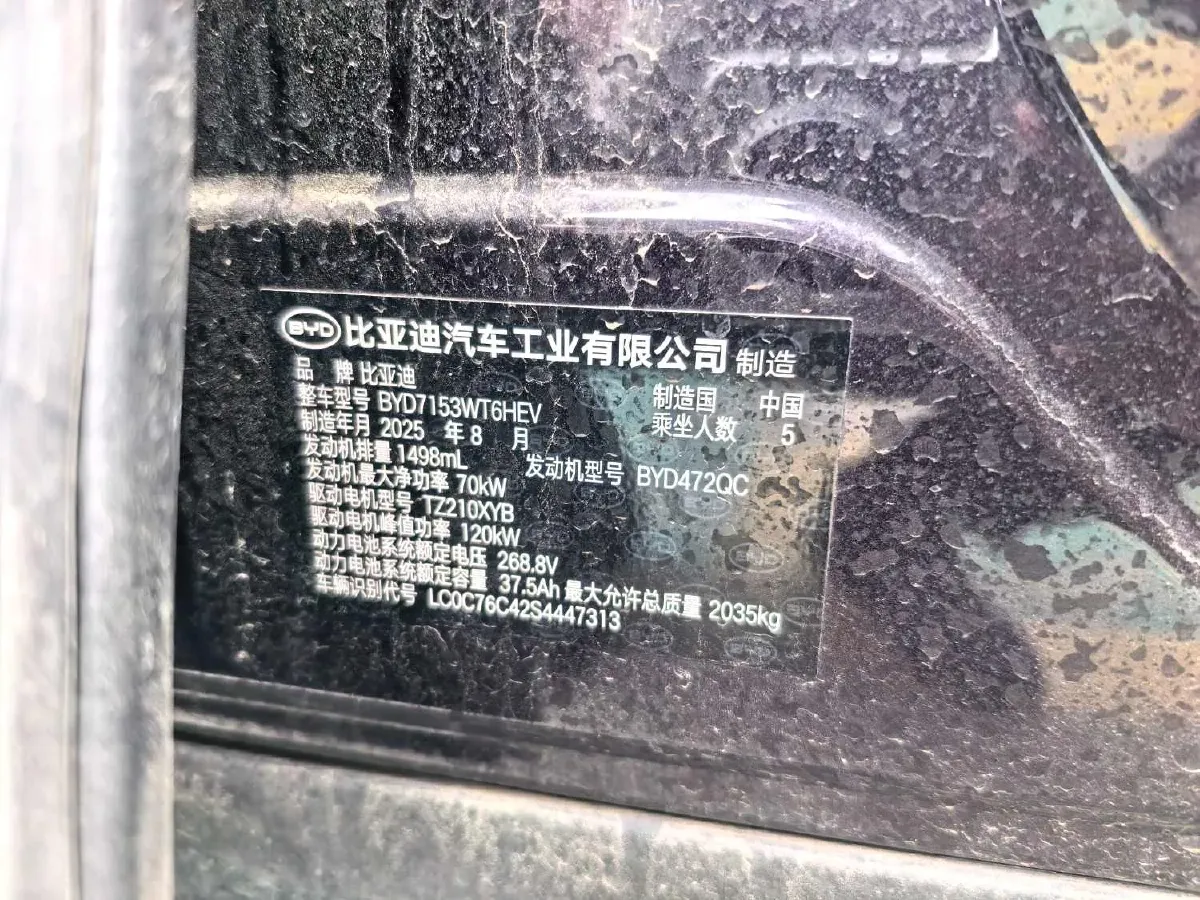 BYD 比亚迪汽车工业有限公司 制造
品 牌 比亚迪 制造国 中国
整车型号 BYD7153WT6HEV 乘坐人数 5
制造年月 2025 年 8 月
发动机排量 1498mL 发动机型号 BYD472QC
发动机最大净功率 70kW
驱动电机型号 TZ210XYB
驱动电机峰值功率 120kW
动力电池系统额定电压 268.8V
动力电池系统额定容量 37.5Ah 最大允许总质量 2035kg
车辆识别代号 LC0C76C42S4447313